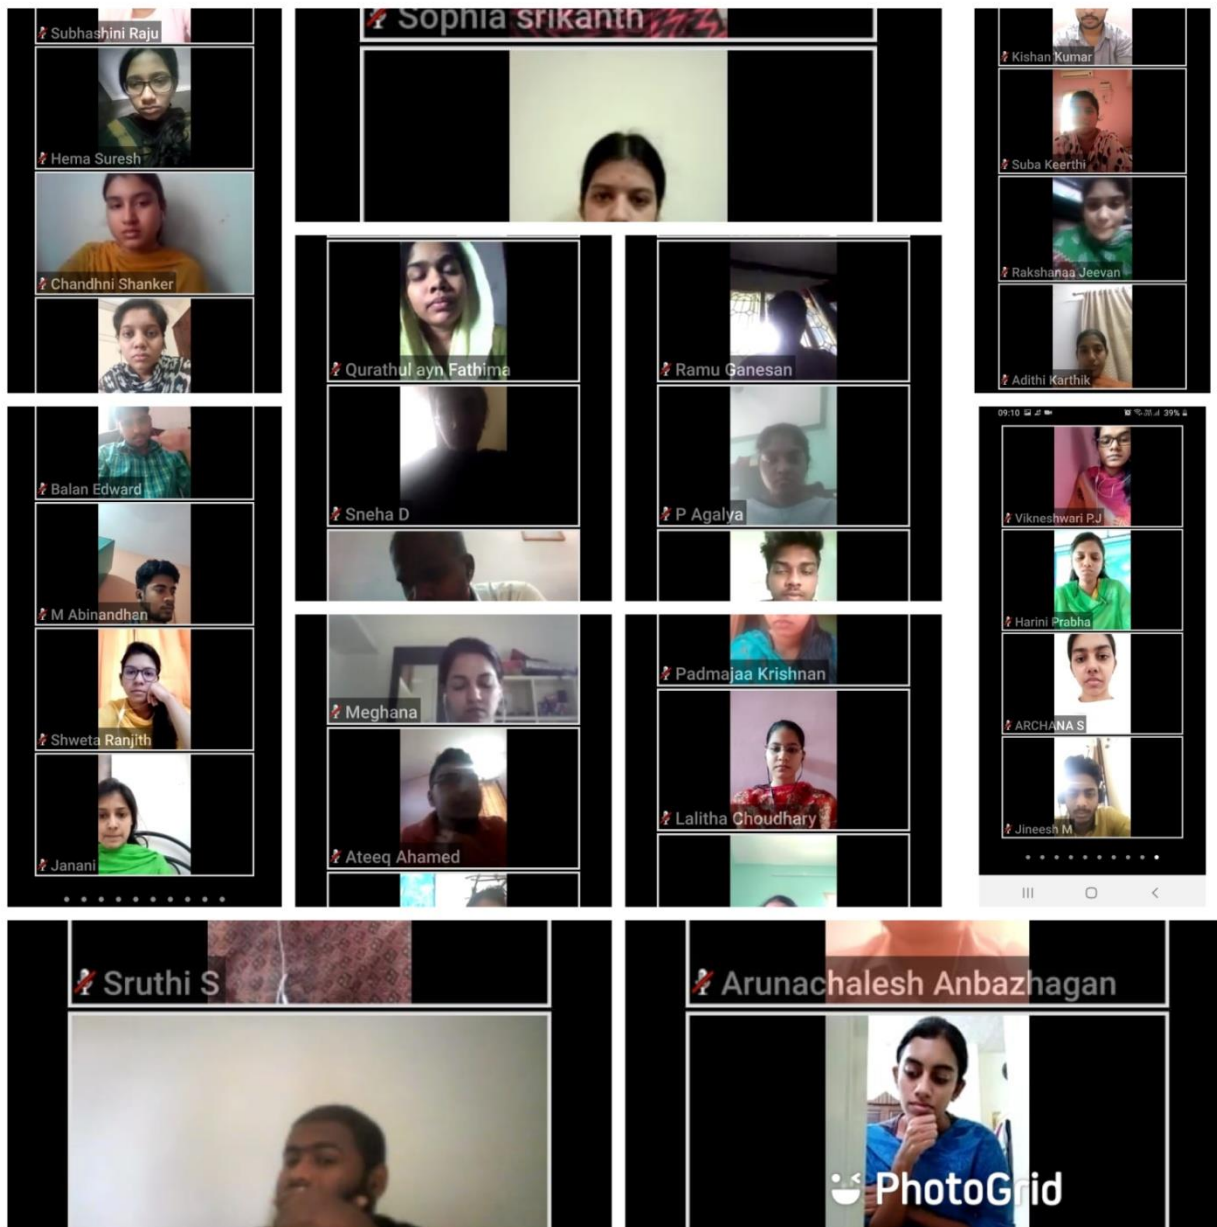 Subhashini Raju
Hema Suresh
Chandhni Shanker
Sophia srikanth
Kishan Kumar
Suba Keerthi
Rakshanaa Jeevan
Adithi Karthik
Qurathul ayn Fathima
Sneha D
Ramu Ganesan
P Agalya
Balan Edward
M Abinandhan
Shweta Ranjith
Janani
Meghana
Ateeq Ahamed
Padmajaa Krishnan
Lalitha Choudhary
09:10 39%
Vikneshwari P.J
Harini Prabha
ARCHANA S
Jineesh M
Sruthi S
Arunachalesh Anbazhagan
PhotoGrid